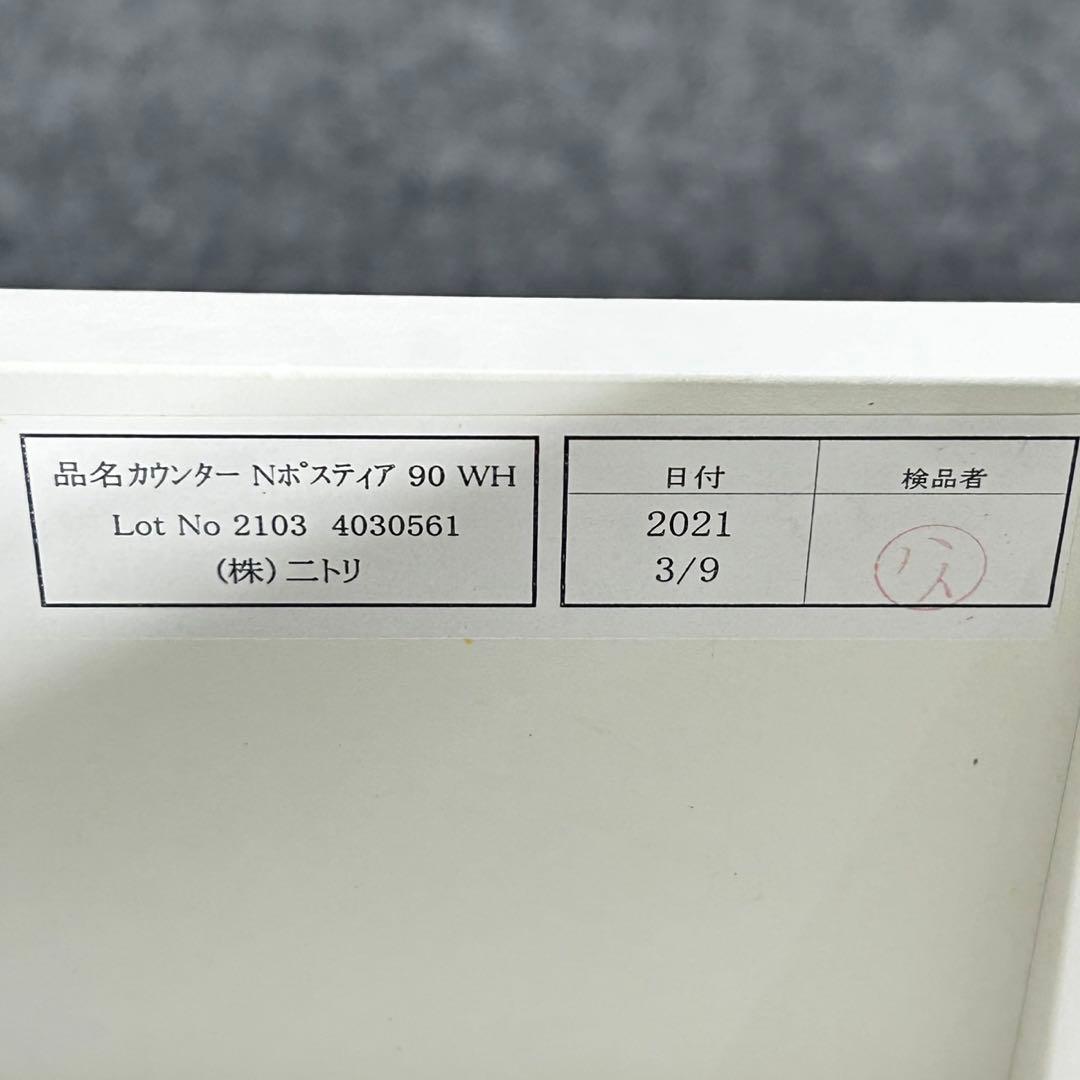 品名カウンター Nポスティア 90 WH
Lot No 2103 4030561
(株)ニトリ
日付 検品者
2021
3/9